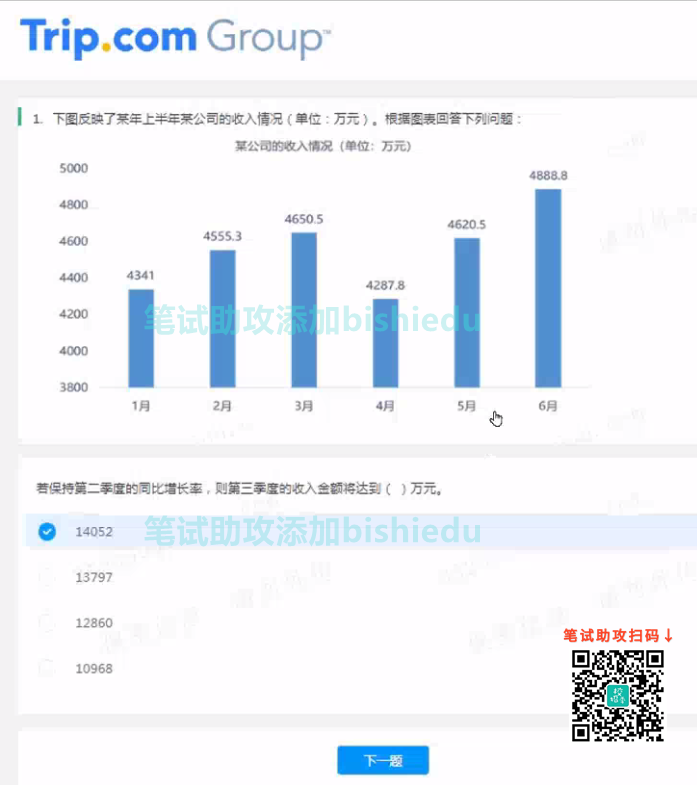 Trip.com Group™
1. 下图反映了某年上半年某公司的收入情况（单位：万元）。根据图表回答下列问题：
某公司的收入情况（单位：万元）
5000
4800
4600
4400
4200
4000
3800
4341
4555.3
4650.5
4287.8
4620.5
4888.8
1月
2月
3月
4月
5月
6月
笔试助攻添加bishiedu
若保持第二季度的同比增长率，则第三季度的收入金额将达到（ ）万元。
14052
笔试助攻添加bishiedu
13797
12860
10968
笔试助攻扫码↓
下一题